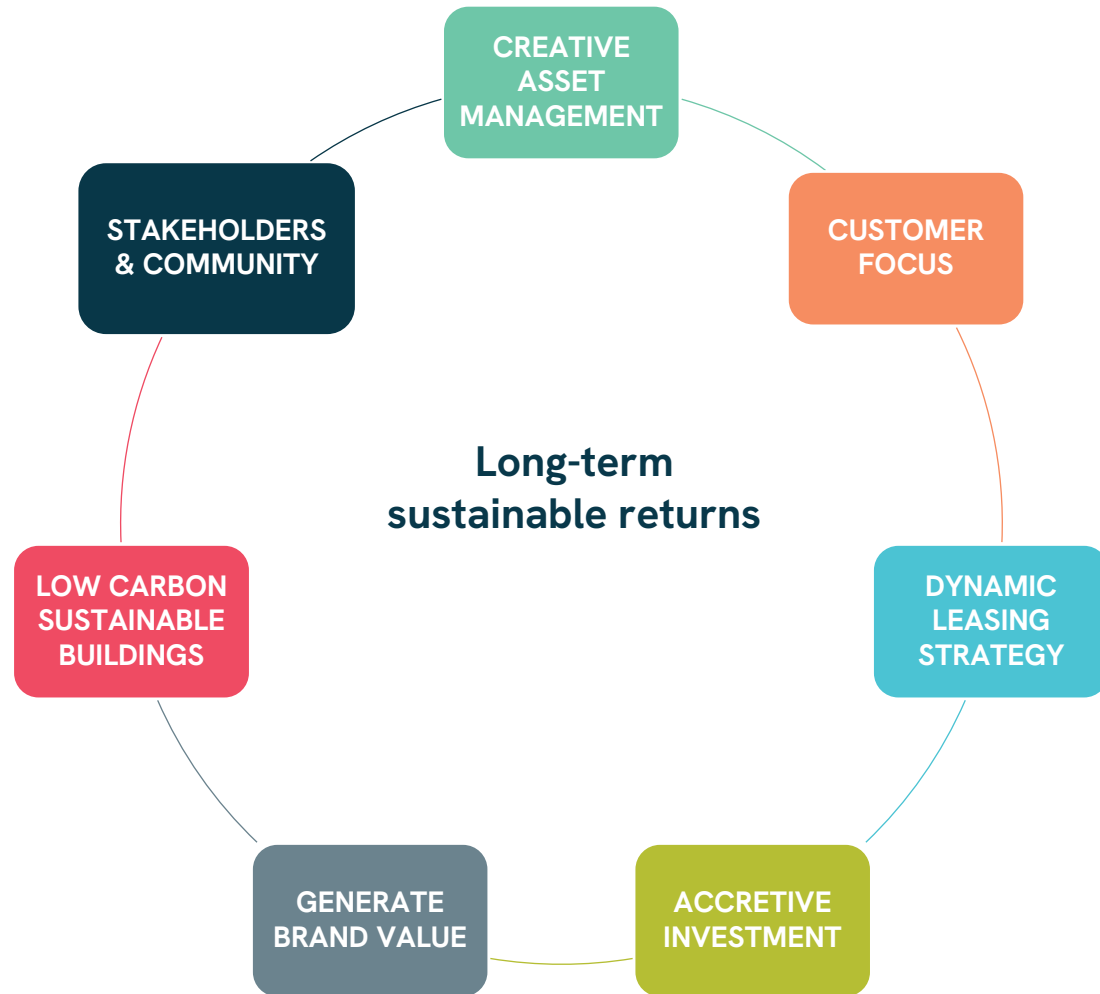 CREATIVE
ASSET
MANAGEMENT
CUSTOMER
FOCUS
DYNAMIC
LEASING
STRATEGY
ACCRETIVE
INVESTMENT
GENERATE
BRAND VALUE
LOW CARBON
SUSTAINABLE
BUILDINGS
STAKEHOLDERS
& COMMUNITY
Long-term
sustainable returns